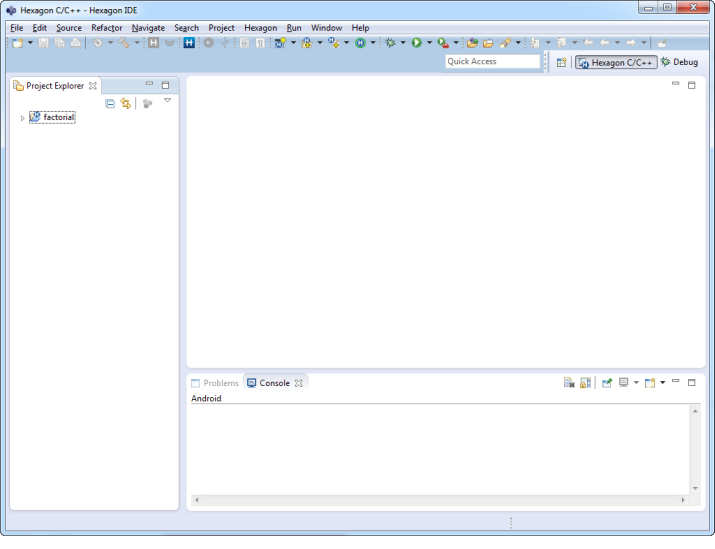 Hexagon C/C++ - Hexagon IDE
File Edit Source Refactor Navigate Search Project Hexagon Run Window Help
Quick Access
Hexagon C/C++
Debug
Project Explorer
factorial
Problems
Console
Android